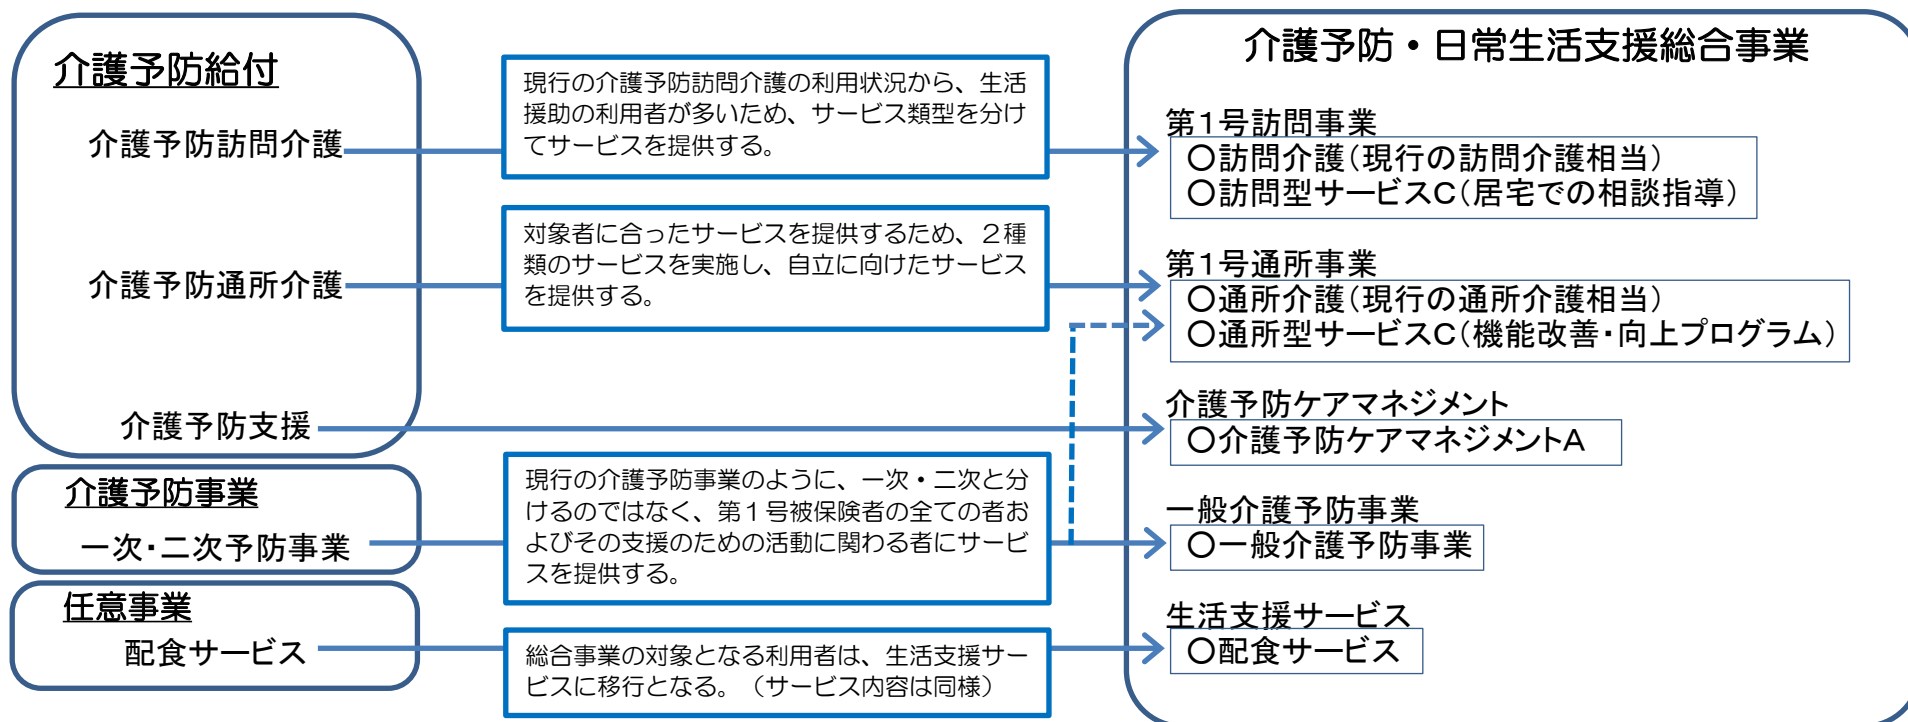 介護予防給付
介護予防訪問介護
介護予防通所介護
介護予防支援
介護予防事業
一次・二次予防事業
任意事業
配食サービス
現行の介護予防訪問介護の利用状況から、生活
援助の利用者が多いため、サービス類型を分け
てサービスを提供する。
対象者に合ったサービスを提供するため、２種
類のサービスを実施し、自立に向けたサービス
を提供する。
現行の介護予防事業のように、一次・二次と分
けるのではなく、第１号被保険者の全ての者お
よびその支援のための活動に関わる者にサービ
スを提供する。
総合事業の対象となる利用者は、生活支援サー
ビスに移行となる。（サービス内容は同様）
介護予防・日常生活支援総合事業
第１号訪問事業
○訪問介護（現行の訪問介護相当）
○訪問型サービスC（居宅での相談指導）
第１号通所事業
○通所介護（現行の通所介護相当）
○通所型サービスC（機能改善・向上プログラム）
介護予防ケアマネジメント
○介護予防ケアマネジメントA
一般介護予防事業
○一般介護予防事業
生活支援サービス
○配食サービス